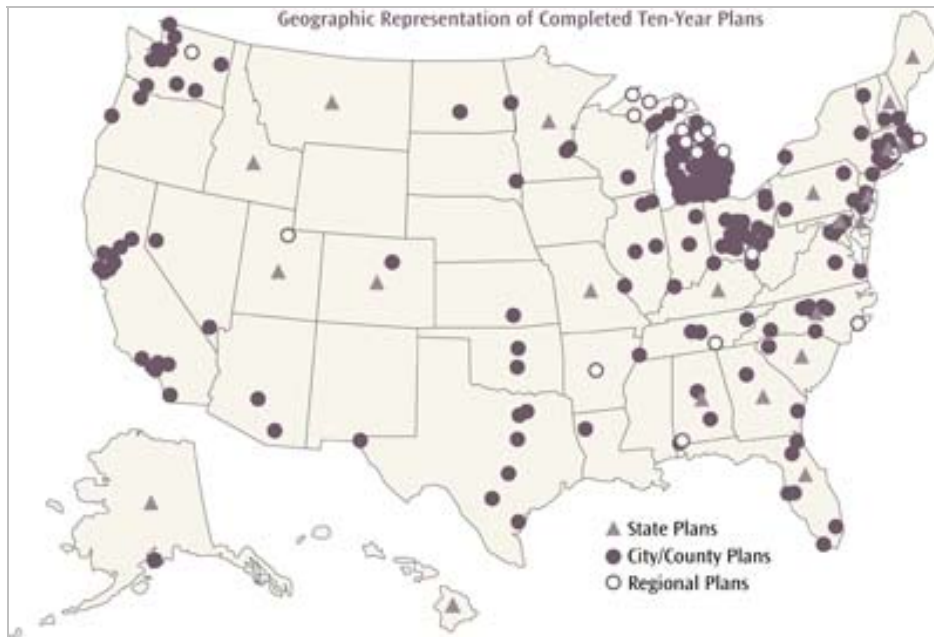 Geographic Representation of Completed Ten-Year Plans
State Plans
City/County Plans
Regional Plans